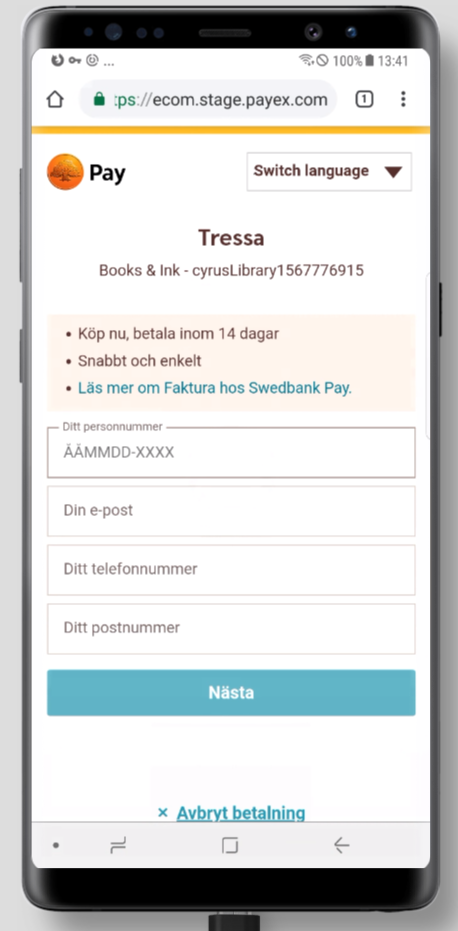 ... 100% 13:41
tps://ecom.stage.payex.com 1
Pay Switch language
Tressa
Books & Ink - cyrusLibrary1567776915
• Köp nu, betala inom 14 dagar
• Snabbt och enkelt
• Läs mer om Faktura hos Swedbank Pay.
Ditt personnummer
ÅÅMMDD-XXXX
Din e-post
Ditt telefonnummer
Ditt postnummer
Nästa
× Avbryt betalning